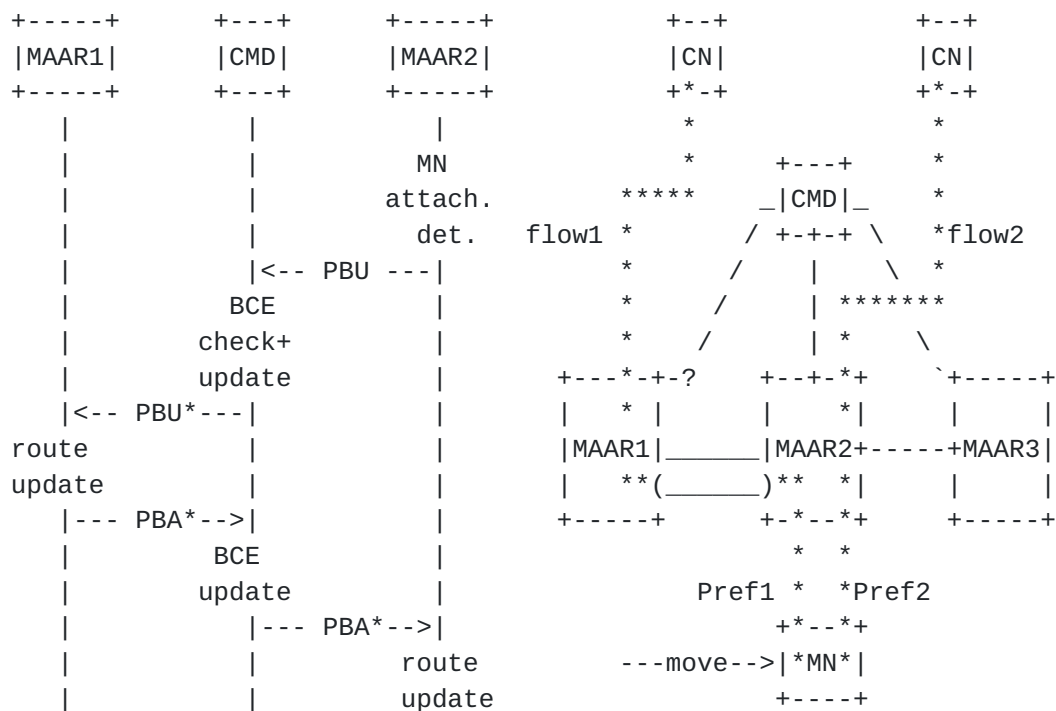 +-----+      +---+      +-----+           +--+            +--+
|MAAR1|      |CMD|      |MAAR2|           |CN|            |CN|
+-----+      +---+      +-----+           +*-+            +*-+
   |           |           |               *               *
   |           |          MN               *     +---+     *
   |           |        attach.        *****    _|CMD|_    *
   |           |          det.   flow1 *       / +-+-+ \   *flow2
   |           |<-- PBU ---|           *      /    |    \  *
   |          BCE          |           *     /     | *******
   |        check+         |           *    /      | *    \
   |        update         |       +---*-+-?    +--+-*+    `+-----+
   |<-- PBU*---|           |       |   * |      |    *|     |     |
route          |           |       |MAAR1|______|MAAR2+-----+MAAR3|
update         |           |       |   **(______)**  *|     |     |
   |--- PBA*-->|           |       +-----+      +-*--*+     +-----+
   |         BCE           |                      *  *
   |        update         |                Pref1 *  *Pref2
   |           |--- PBA*-->|                     +*--*+
   |           |         route         ---move-->|*MN*|
   |           |         update                  +----+